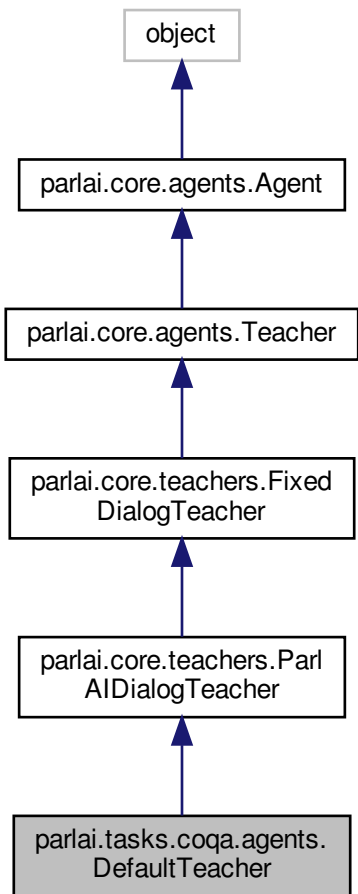 object
parlai.core.agents.Agent
parlai.core.agents.Teacher
parlai.core.teachers.Fixed
DialogTeacher
parlai.core.teachers.Parl
AIDialogTeacher
parlai.tasks.coqa.agents.
DefaultTeacher